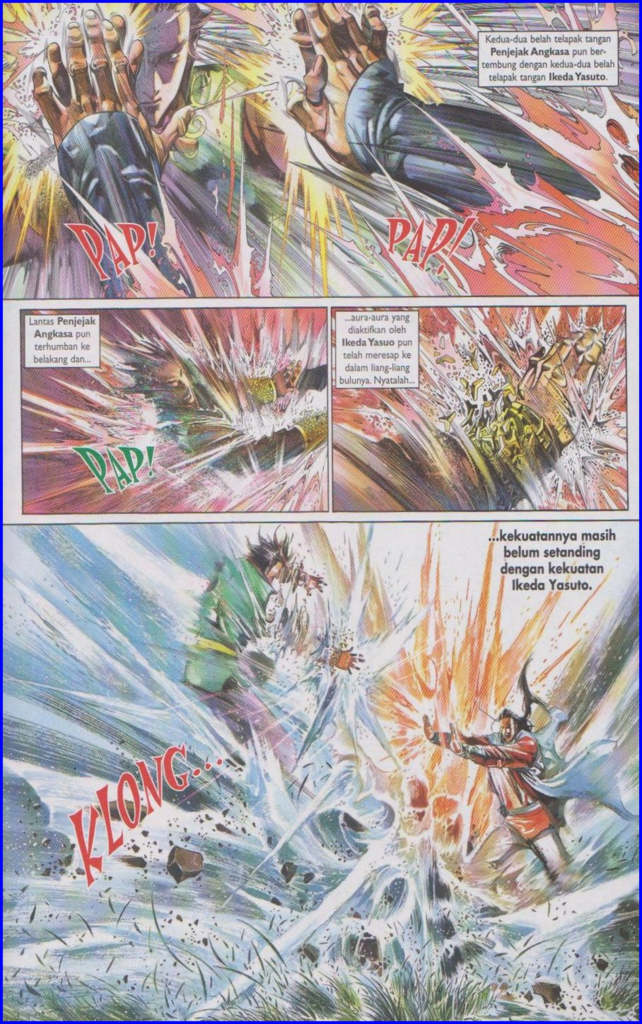 Kedua-dua belah telapak tangan
Penjejak Angkasa pun ber-
tembung dengan kedua-dua belah
telapak tangan Ikeda Yasuto.
PAP!
PAP!
Lantas Penjejak
Angkasa pun
terhumban ke
belakang dan...
...aura-aura yang
diaktifkan oleh
Ikeda Yasuo pun
telah meresap ke
dalam liang-liang
bulunya. Nyatalah...
PAP!
...kekuatannya masih
belum setanding
dengan kekuatan
Ikeda Yasuto.
KLONG...